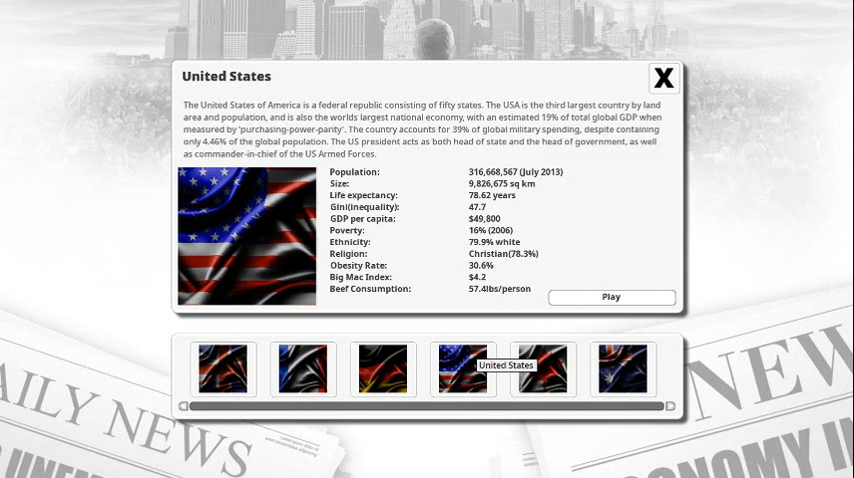 United States
X
The United States of America is a federal republic consisting of fifty states. The USA is the third largest country by land
area and population, and is also the worlds largest national economy, with an estimated 19% of total global GDP when
measured by 'purchasing-power-parity'. The country accounts for 39% of global military spending, despite containing
only 4.46% of the global population. The US president acts as both head of state and the head of government, as well
as commander-in-chief of the US Armed Forces.
Population: 316,668,567 (July 2013)
Size: 9,826,675 sq km
Life expectancy: 78.62 years
Gini(inequality): 47.7
GDP per capita: $49,800
Poverty: 16% (2006)
Ethnicity: 79.9% white
Religion: Christian(78.3%)
Obesity Rate: 30.6%
Big Mac Index: $4.2
Beef Consumption: 57.4lbs/person
Play
United States
AILY NEWS
NEW
ONOMY IN